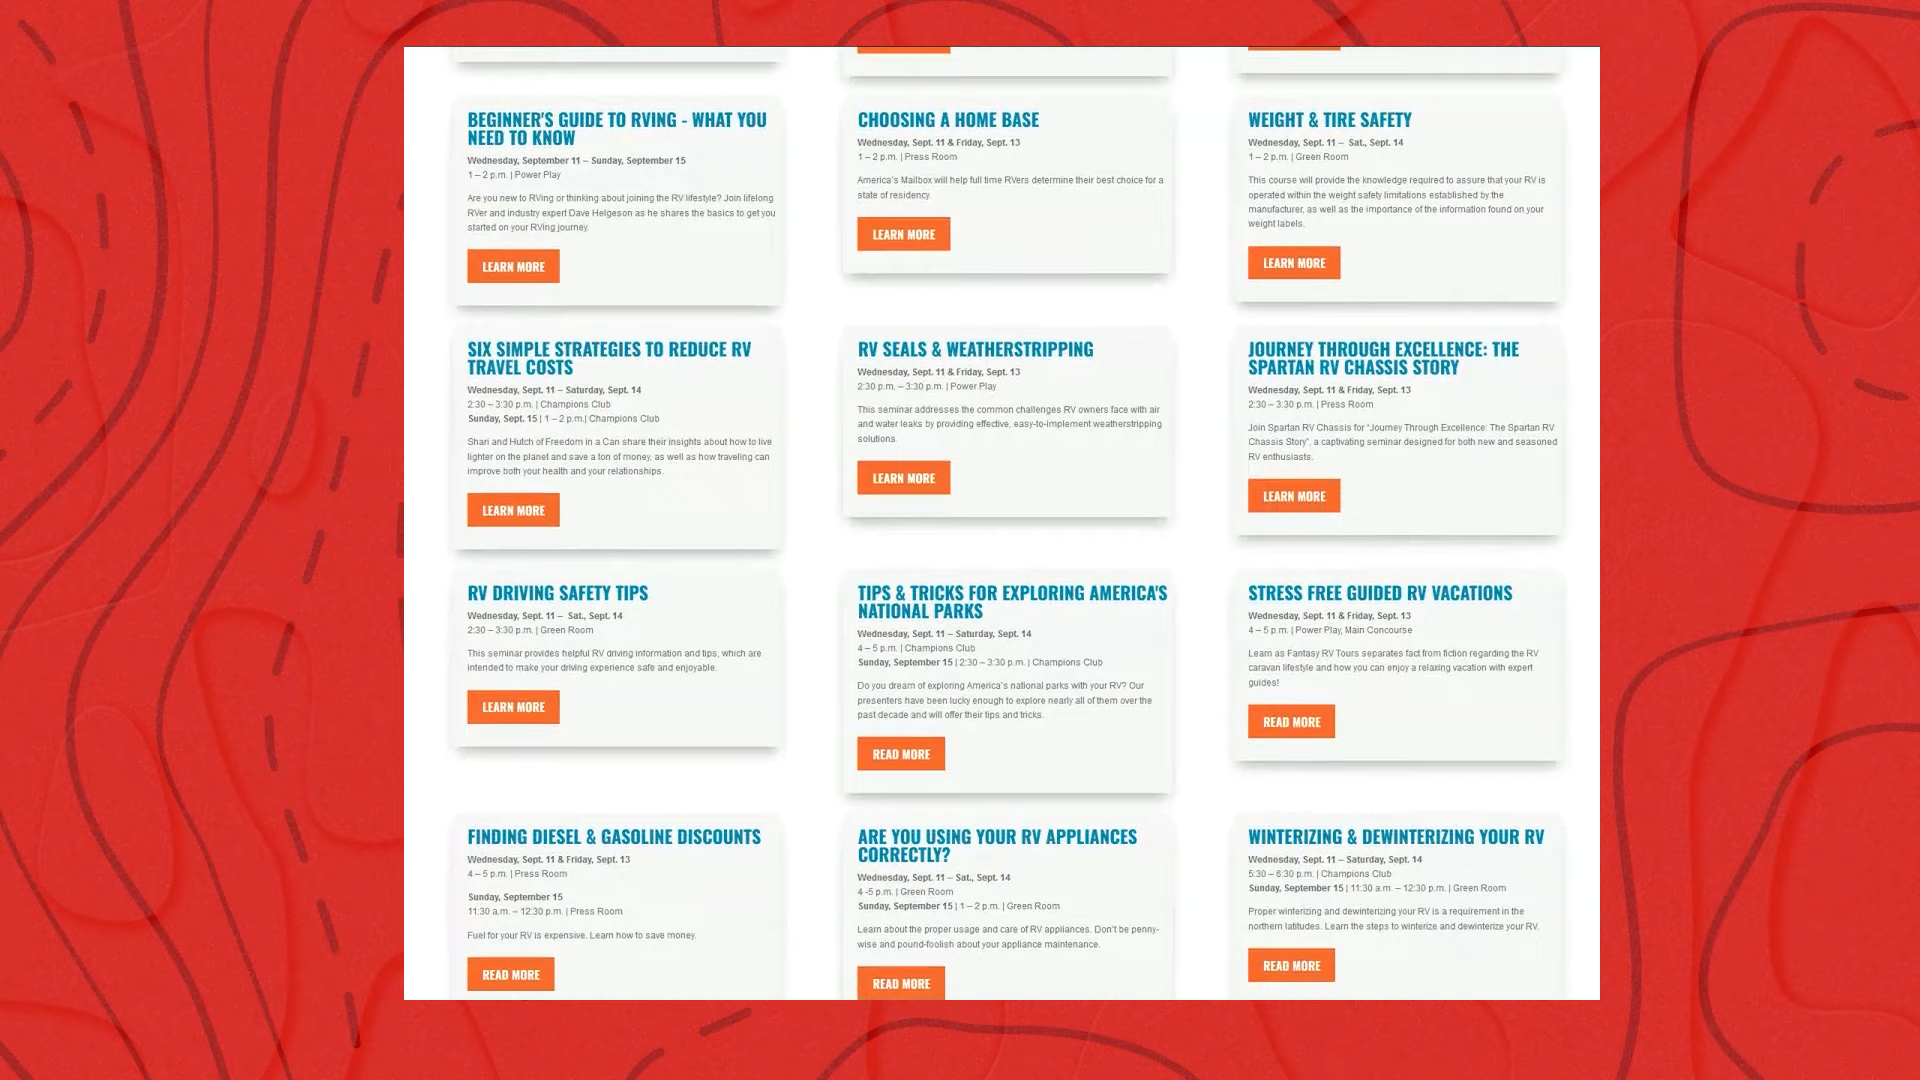 BEGINNER'S GUIDE TO RVING - WHAT YOU
NEED TO KNOW
Wednesday, September 11 – Sunday, September 15
1 – 2 p.m. | Power Play
Are you new to RVing or thinking about joining the RV lifestyle? Join lifelong
RVer and industry expert Dave Helgeson as he shares the basics to get you
started on your RVing journey.
LEARN MORE
CHOOSING A HOME BASE
Wednesday, Sept. 11 & Friday, Sept. 13
1 – 2 p.m. | Press Room
America's Mailbox will help full time RVers determine their best choice for a
state of residency.
LEARN MORE
WEIGHT & TIRE SAFETY
Wednesday, Sept. 11 – Sat., Sept. 14
1 – 2 p.m. | Green Room
This course will provide the knowledge required to assure that your RV is
operated within the weight safety limitations established by the
manufacturer, as well as the importance of the information found on your
weight labels.
LEARN MORE
SIX SIMPLE STRATEGIES TO REDUCE RV
TRAVEL COSTS
Wednesday, Sept. 11 – Saturday, Sept. 14
2:30 – 3:30 p.m. | Champions Club
Sunday, Sept. 15 | 1 – 2 p.m.| Champions Club
Shari and Hutch of Freedom in a Can share their insights about how to live
lighter on the planet and save a ton of money, as well as how traveling can
improve both your health and your relationships.
LEARN MORE
RV SEALS & WEATHERSTRIPPING
Wednesday, Sept. 11 & Friday, Sept. 13
2:30 p.m. – 3:30 p.m. | Power Play
This seminar addresses the common challenges RV owners face with air
and water leaks by providing effective, easy-to-implement weatherstripping
solutions.
LEARN MORE
JOURNEY THROUGH EXCELLENCE: THE
SPARTAN RV CHASSIS STORY
Wednesday, Sept. 11 & Friday, Sept. 13
2:30 – 3:30 p.m. | Press Room
Join Spartan RV Chassis for "Journey Through Excellence: The Spartan RV
Chassis Story", a captivating seminar designed for both new and seasoned
RV enthusiasts.
LEARN MORE
RV DRIVING SAFETY TIPS
Wednesday, Sept. 11 – Sat., Sept. 14
2:30 – 3:30 p.m. | Green Room
This seminar provides helpful RV driving information and tips, which are
intended to make your driving experience safe and enjoyable.
LEARN MORE
TIPS & TRICKS FOR EXPLORING AMERICA'S
NATIONAL PARKS
Wednesday, Sept. 11 – Saturday, Sept. 14
4 – 5 p.m. | Champions Club
Sunday, September 15 | 2:30 – 3:30 p.m. | Champions Club
Do you dream of exploring America's national parks with your RV? Our
presenters have been lucky enough to explore nearly all of them over the
past decade and will offer their tips and tricks.
READ MORE
STRESS FREE GUIDED RV VACATIONS
Wednesday, Sept. 11 & Friday, Sept. 13
4 – 5 p.m. | Power Play, Main Concourse
Learn as Fantasy RV Tours separates fact from fiction regarding the RV
caravan lifestyle and how you can enjoy a relaxing vacation with expert
guides!
READ MORE
FINDING DIESEL & GASOLINE DISCOUNTS
Wednesday, Sept. 11 & Friday, Sept. 13
4 – 5 p.m. | Press Room
Sunday, September 15
11:30 a.m. – 12:30 p.m. | Press Room
Fuel for your RV is expensive. Learn how to save money.
READ MORE
ARE YOU USING YOUR RV APPLIANCES
CORRECTLY?
Wednesday, Sept. 11 – Sat., Sept. 14
4 -5 p.m. | Green Room
Sunday, September 15 | 1 – 2 p.m. | Green Room
Learn about the proper usage and care of RV appliances. Don't be penny-
wise and pound-foolish about your appliance maintenance.
READ MORE
WINTERIZING & DEWINTERIZING YOUR RV
Wednesday, Sept. 11 – Saturday, Sept. 14
5:30 – 6:30 p.m. | Champions Club
Sunday, September 15 | 11:30 a.m. – 12:30 p.m. | Green Room
Proper winterizing and dewinterizing your RV is a requirement in the
northern latitudes. Learn the steps to winterize and dewinterize your RV.
READ MORE